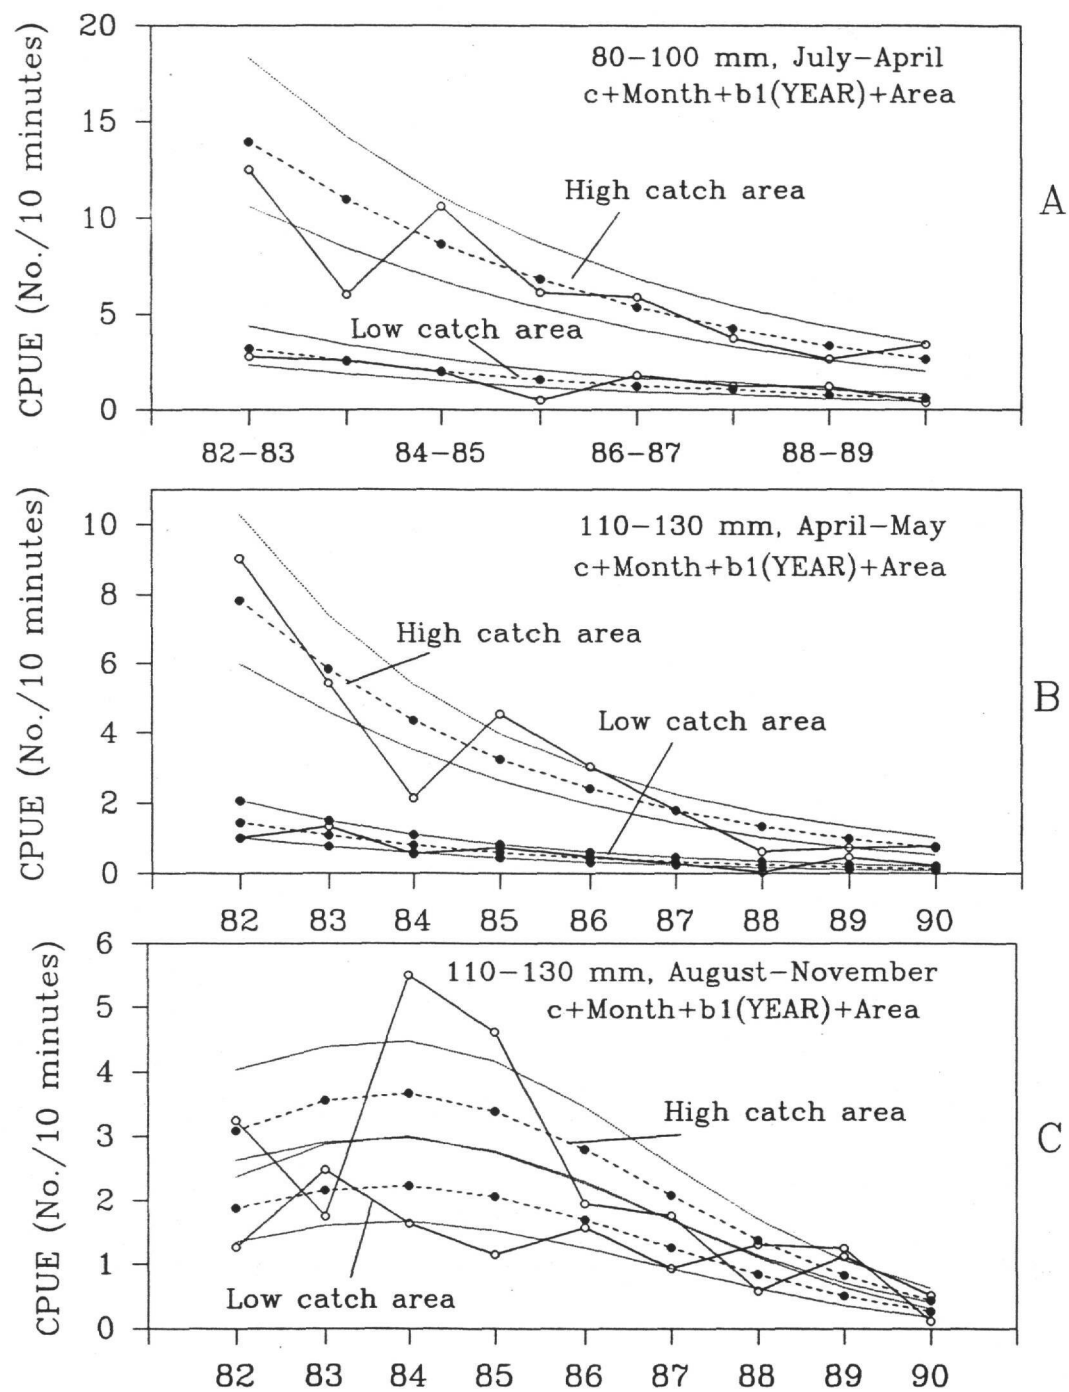 CPUE (No./10 minutes)
20
15
10
5
0
80-100 mm, July-April
c+Month+b1(YEAR)+Area
High catch area
Low catch area
A
82-83 84-85 86-87 88-89
CPUE (No./10 minutes)
10
8
6
4
2
0
110-130 mm, April-May
c+Month+b1(YEAR)+Area
High catch area
Low catch area
B
82 83 84 85 86 87 88 89 90
CPUE (No./10 minutes)
6
5
4
3
2
1
0
110-130 mm, August-November
c+Month+b1(YEAR)+Area
High catch area
Low catch area
C
82 83 84 85 86 87 88 89 90